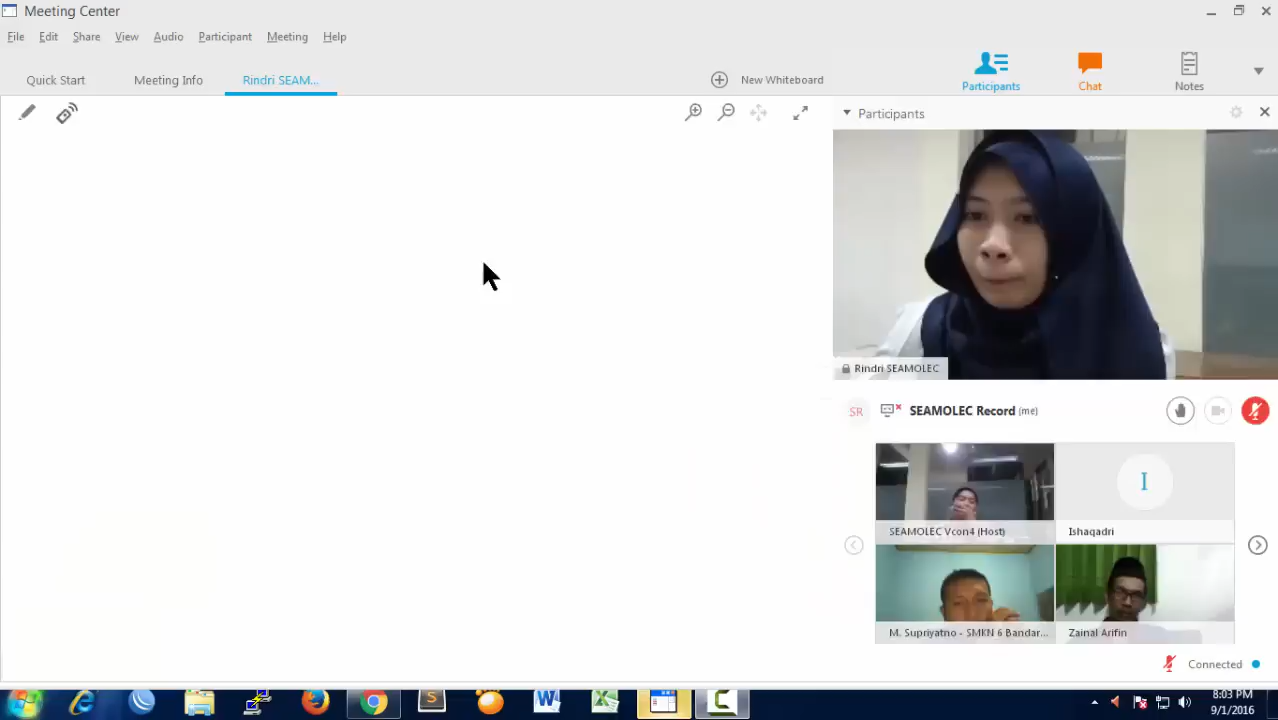 Meeting Center
File Edit Share View Audio Participant Meeting Help
Quick Start Meeting Info Rindri SEAM... New Whiteboard Participants Chat Notes
Participants
Rindri SEAMOLEC
SR SEAMOLEC Record (me)
I
SEAMOLEC Vcon4 (Host) Ishaqadri
M. Supriyatno - SMKN 6 Bandar... Zainal Arifin
Connected
8:03 PM
9/1/2016